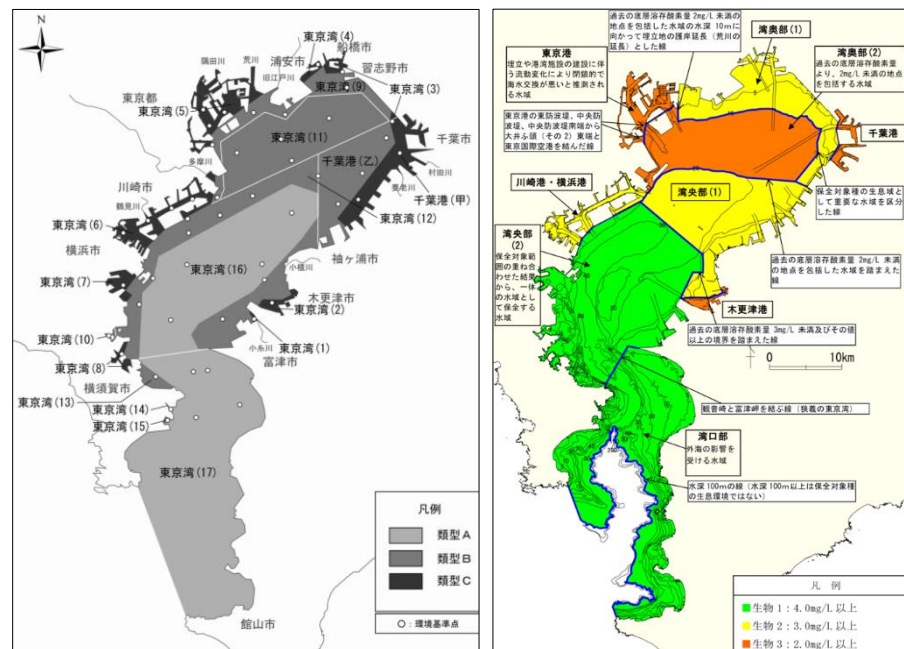 N
東京湾(4)
船橋市
隅田川
荒川
浦安市
旧江戸川
習志野市
東京湾(9)
東京湾(3)
東京都
東京湾(5)
東京湾(11)
千葉市
千葉港(乙)
村田川
多摩川
養老川
千葉港(甲)
川崎市
鶴見川
東京湾(12)
東京湾(6)
横浜市
袖ヶ浦市
東京湾(16)
小櫃川
東京湾(7)
木更津市
東京湾(2)
東京湾(10)
小糸川
東京湾(1)
富津市
東京湾(8)
横須賀市
東京湾(13)
東京湾(14)
東京湾(15)
東京湾(17)
館山市
凡例
類型A
類型B
類型C
○:環境基準点
過去の底層溶存酸素量 2mg/L 未満の
地点を包括した水域の水深 10mに
向かって埋立地の護岸延長(荒川の
延長)とした線
湾奥部(1)
湾奥部(2)
過去の底層溶存酸素量
より、2mg/L 未満の地点
を包括する水域
東京港
埋立や港湾施設の建設に伴
う流動変化により閉鎖的で
海水交換が悪いと推測され
る水域
東京港の東防波堤、中央防
波堤、中央防波堤南端から
大井ふ頭(その2)東端と
東京国際空港を結んだ線
千葉港
川崎港・横浜港
湾央部(1)
保全対象種の生息域と
して重要な水域を区分
した線
湾央部
(2)
保全対象範
囲の重ね合
わせた結果
から、一体
の水域とし
て保全する
水域
過去の底層溶存酸素量 2mg/L 未満
の地点を包括した水域を踏まえた
線
木更津港
過去の底層溶存酸素量 3mg/L 未満及びその値
以上の境界を踏まえた線
0 10km
観音崎と富津岬を結ぶ線(狭義の東京湾)
湾口部
外海の影響を
受ける水域
水深 100mの線(水深 100m以上は保全対象種
の生息環境ではない)
凡 例
生物1:4.0mg/L 以上
生物2:3.0mg/L 以上
生物3:2.0mg/L 以上